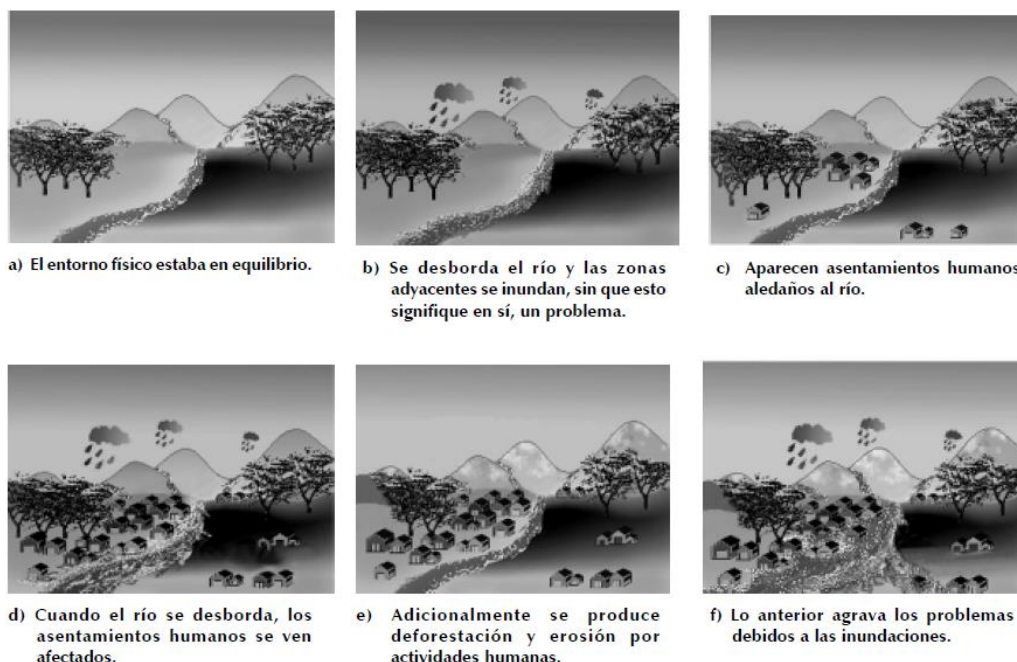 a) El entorno físico estaba en equilibrio.
b) Se desborda el río y las zonas
adyacentes se inundan, sin que esto
signifique en sí, un problema.
c) Aparecen asentamientos humanos
aledaños al río.
d) Cuando el río se desborda, los
asentamientos humanos se ven
afectados.
e) Adicionalmente se produce
deforestación y erosión por
actividades humanas.
f) Lo anterior agrava los problemas
debidos a las inundaciones.